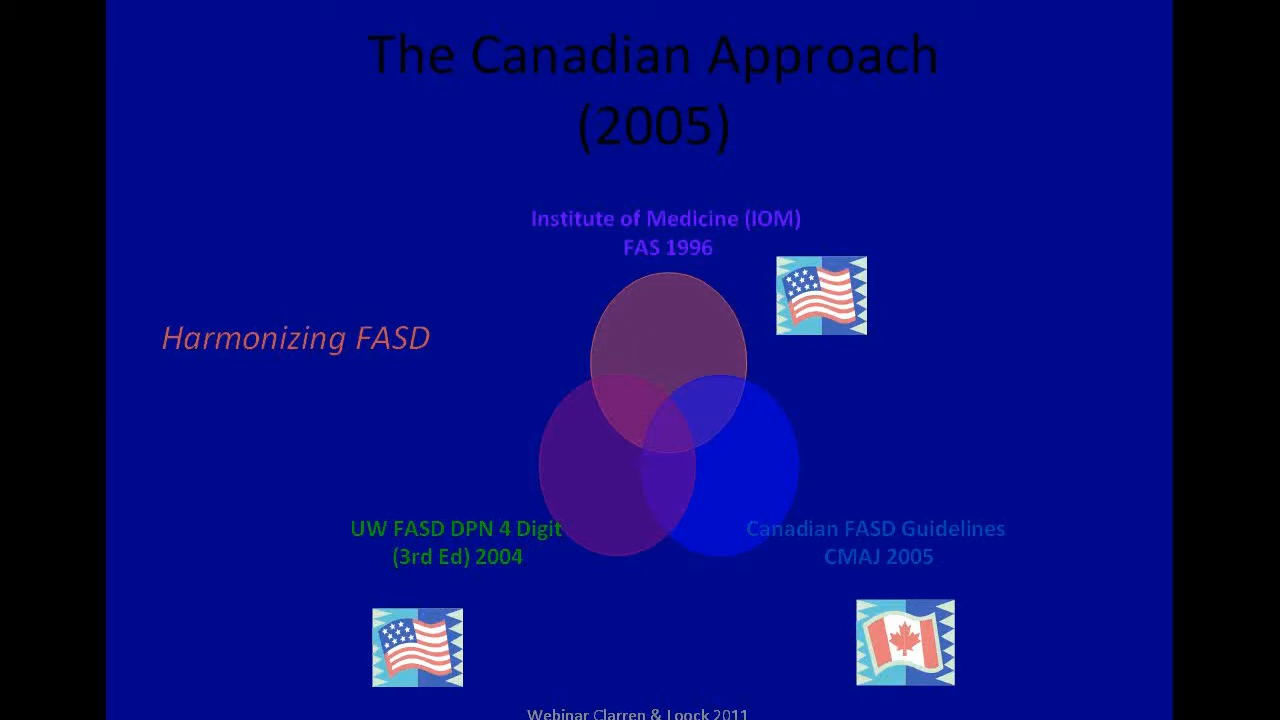 The Canadian Approach
(2005)
Institute of Medicine (IOM)
FAS 1996
Harmonizing FASD
UW FASD DPN 4 Digit
(3rd Ed) 2004
Canadian FASD Guidelines
CMAJ 2005
Webinar Clarren & Loock 2011